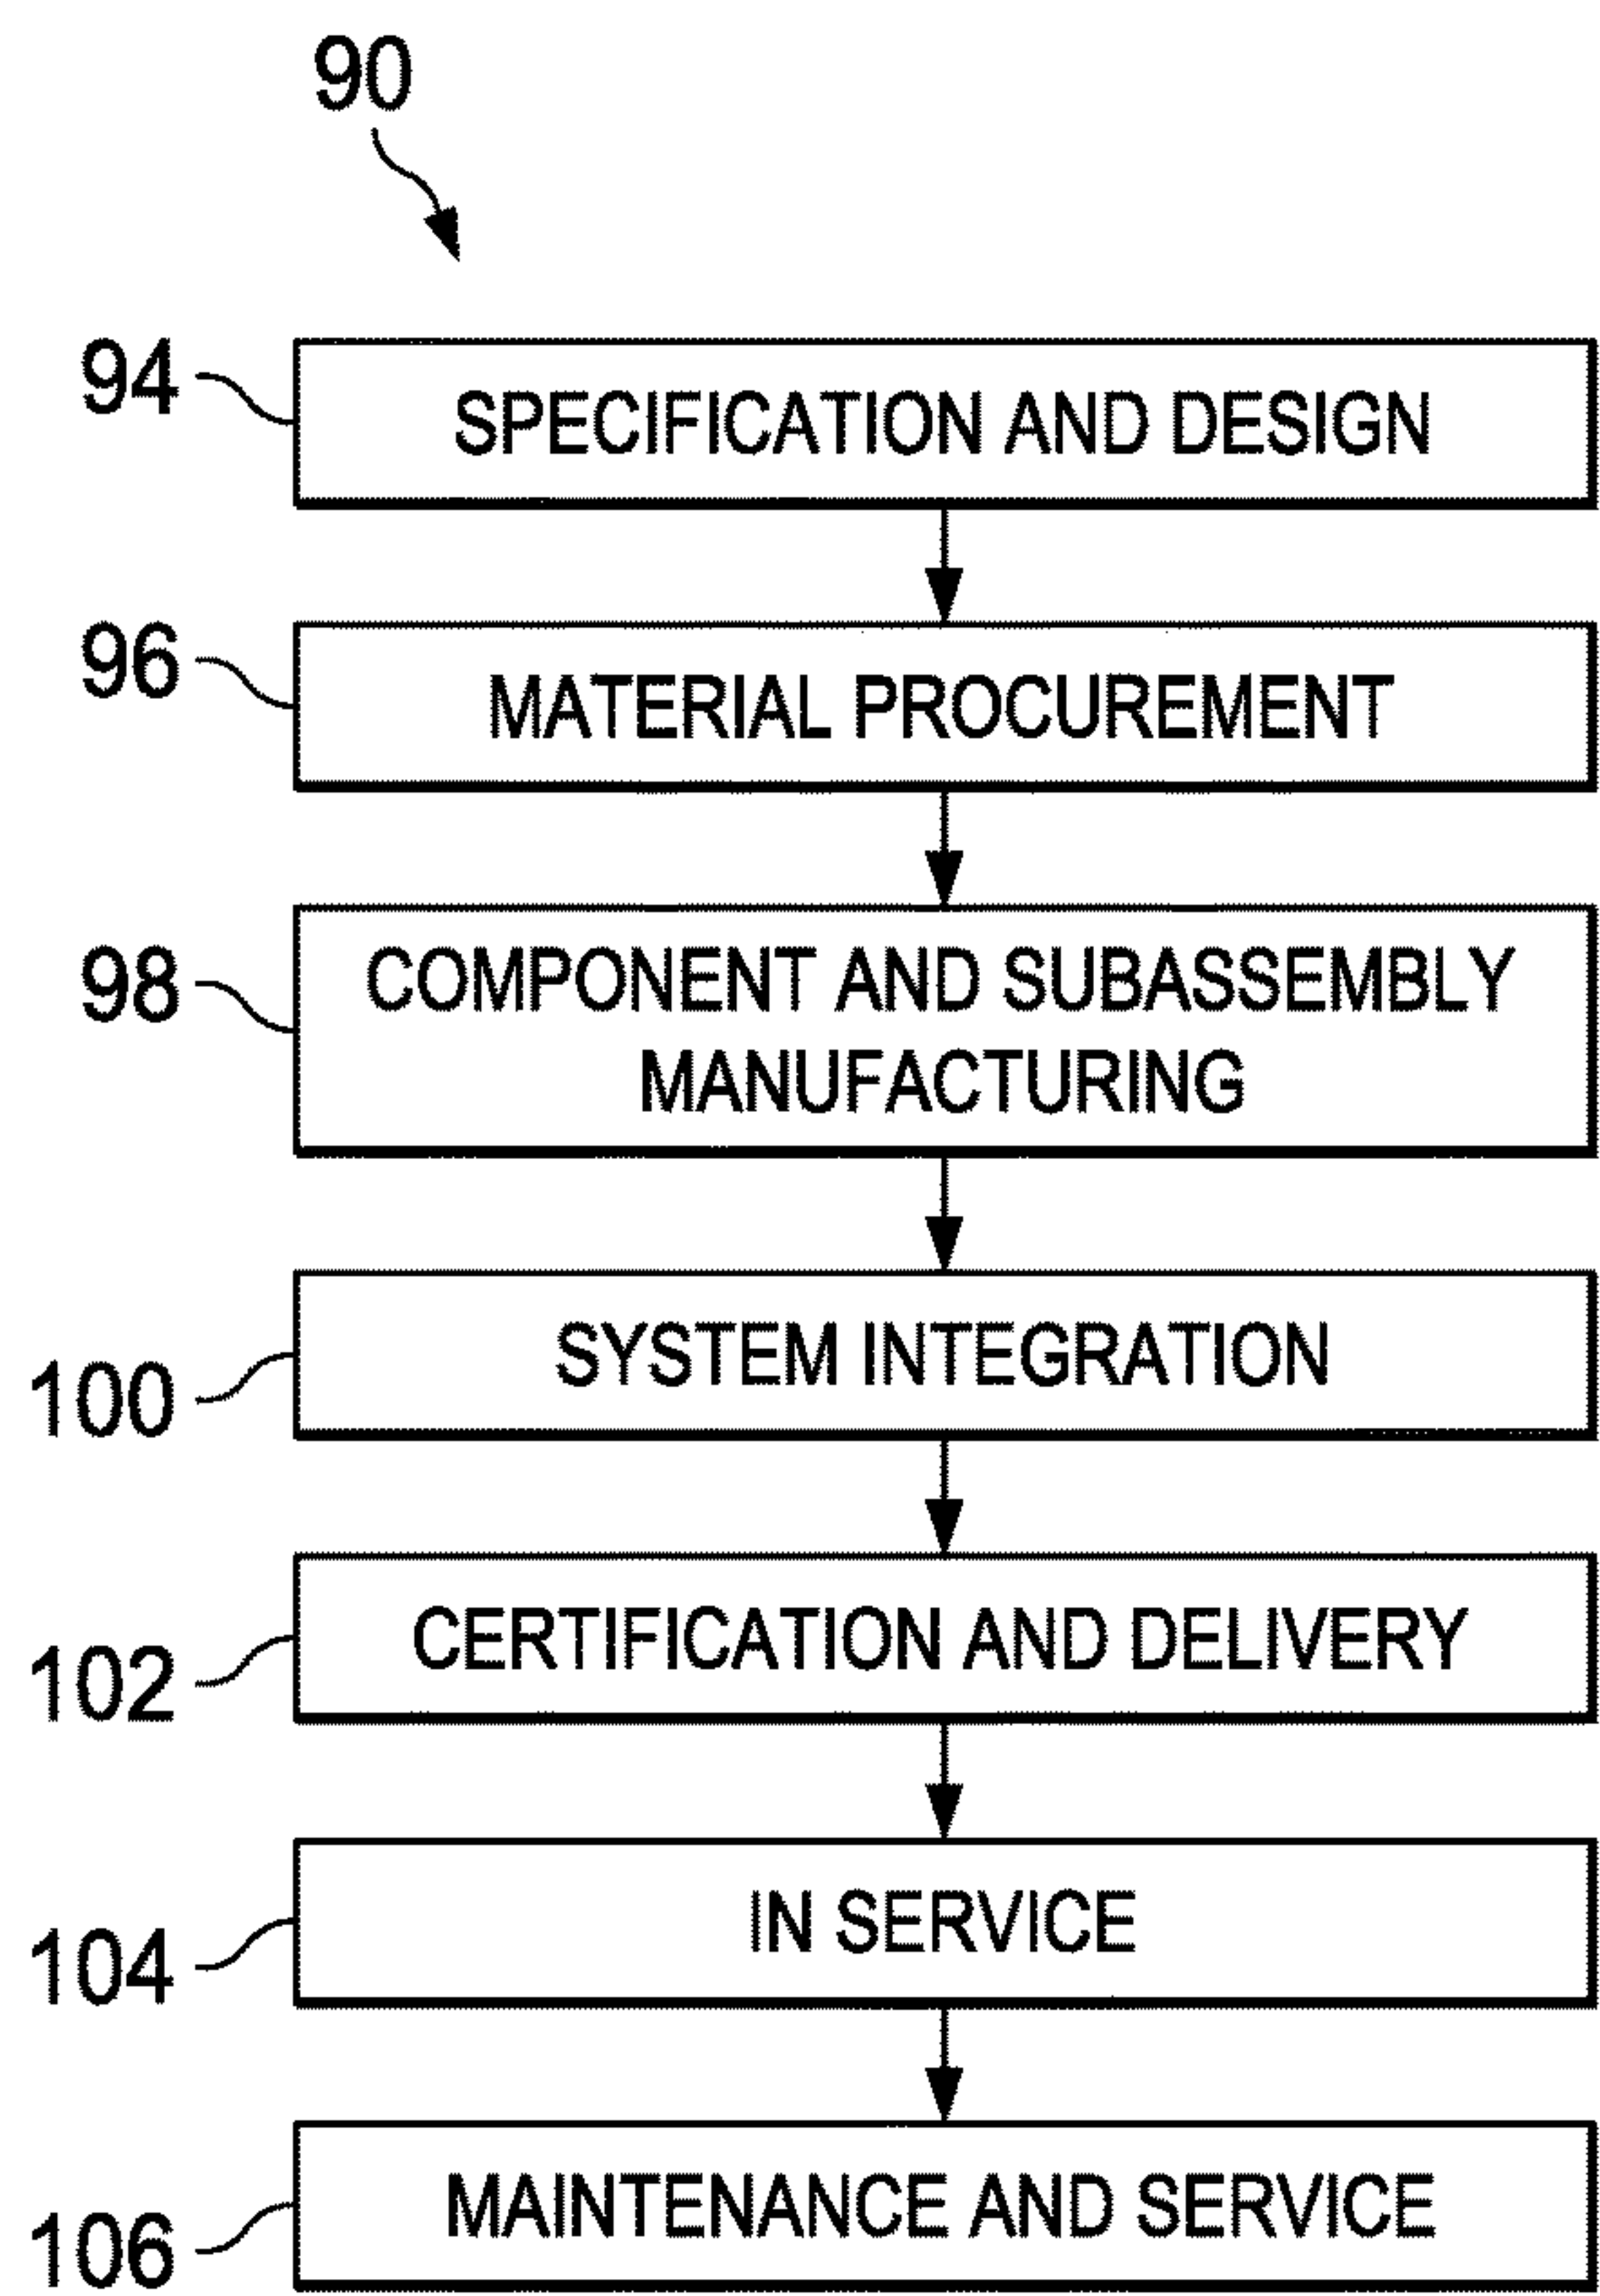 90
94
SPECIFICATION AND DESIGN
96
MATERIAL PROCUREMENT
98
COMPONENT AND SUBASSEMBLY
MANUFACTURING
100
SYSTEM INTEGRATION
102
CERTIFICATION AND DELIVERY
104
IN SERVICE
106
MAINTENANCE AND SERVICE